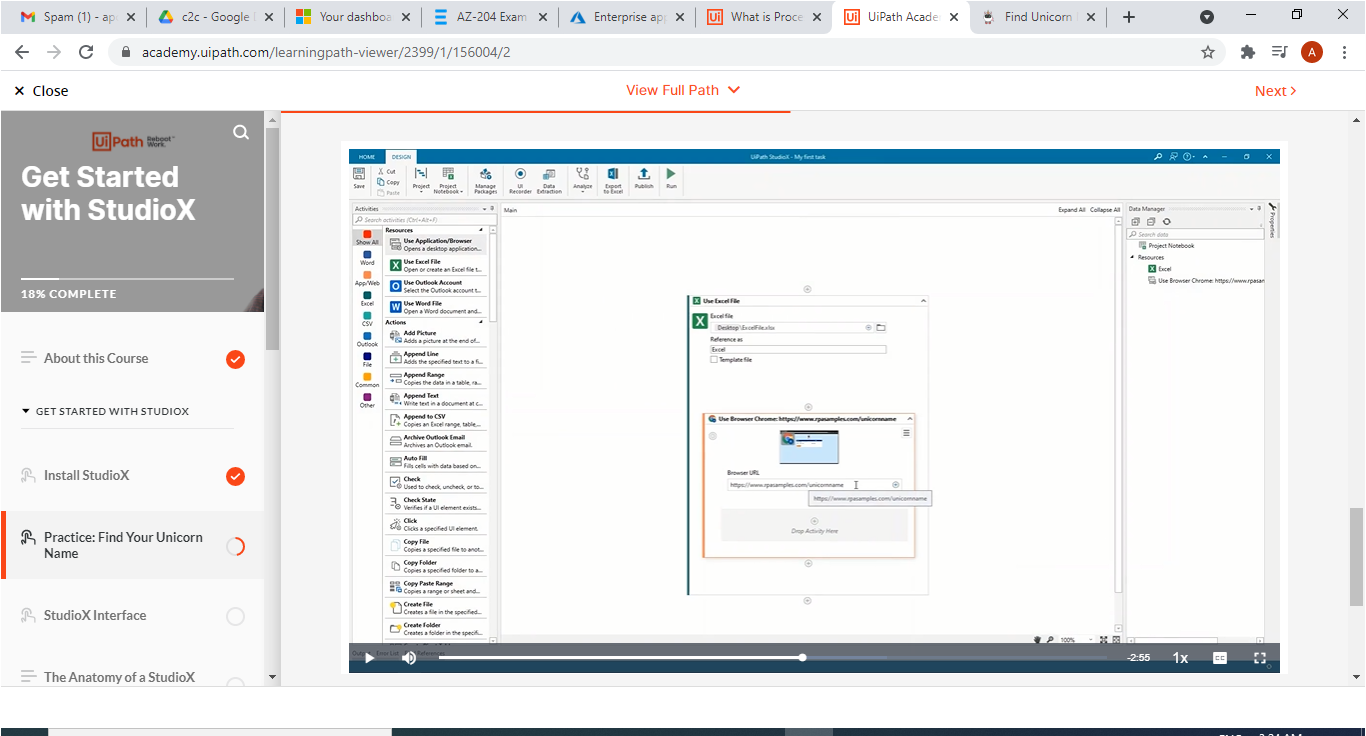 Spam (1) - apo
c2c - Google D
Your dashboa
AZ-204 Exam
Enterprise app
What is Proce
UiPath Acade
Find Unicorn
academy.uipath.com/learningpath-viewer/2399/1/156004/2
A
Close
View Full Path
Next
Ui Path Reboot Work.
Get Started
with StudioX
18% COMPLETE
About this Course
GET STARTED WITH STUDIOX
Install StudioX
Practice: Find Your Unicorn
Name
StudioX Interface
The Anatomy of a StudioX
HOME DESIGN
UiPath StudioX - My first task
Save
Cut
Copy
Paste
Project
Project
Notebook
Manage
Packages
UI
Recorder
Data
Extraction
Analyze
Export
to Excel
Publish
Run
Activities
Search activities (Ctrl+Alt+F)
Show All
Word
App/Web
Excel
CSV
Outlook
File
Common
Other
Resources
Use Application/Browser
Opens a desktop application...
Use Excel File
Open or create an Excel file t...
Use Outlook Account
Select the Outlook account t...
Use Word File
Open a Word document and...
Actions
Add Picture
Adds a picture at the end of...
Append Line
Adds the specified text to a fi...
Append Range
Copies the data in a table, ra...
Append Text
Write text in a document at c...
Append to CSV
Copies an Excel range, table,...
Archive Outlook Email
Archives an Outlook email.
Auto Fill
Fills cells with data based on...
Check
Used to check, uncheck, or to...
Check State
Verifies if a UI element exists...
Click
Clicks a specified UI element.
Copy File
Copies a specified file to anot...
Copy Folder
Copies a specified folder to a...
Copy Paste Range
Copies a range or sheet and...
Create File
Creates a file in the specified...
Create Folder
Creates a folder in the specifi...
Main
Expand All Collapse All
Use Excel File
Excel file
Desktop\ExcelFile.xlsx
Reference as
Excel
Template file
Use Browser Chrome: https://www.rpasamples.com/unicornname
Browser URL
https://www.rpasamples.com/unicornname
https://www.rpasamples.com/unicornname
Drop Activity Here
100%
Data Manager
Search data
Project Notebook
Resources
Excel
Use Browser Chrome: https://www.rpasar
Properties
Error List
-2:55
1x
CC